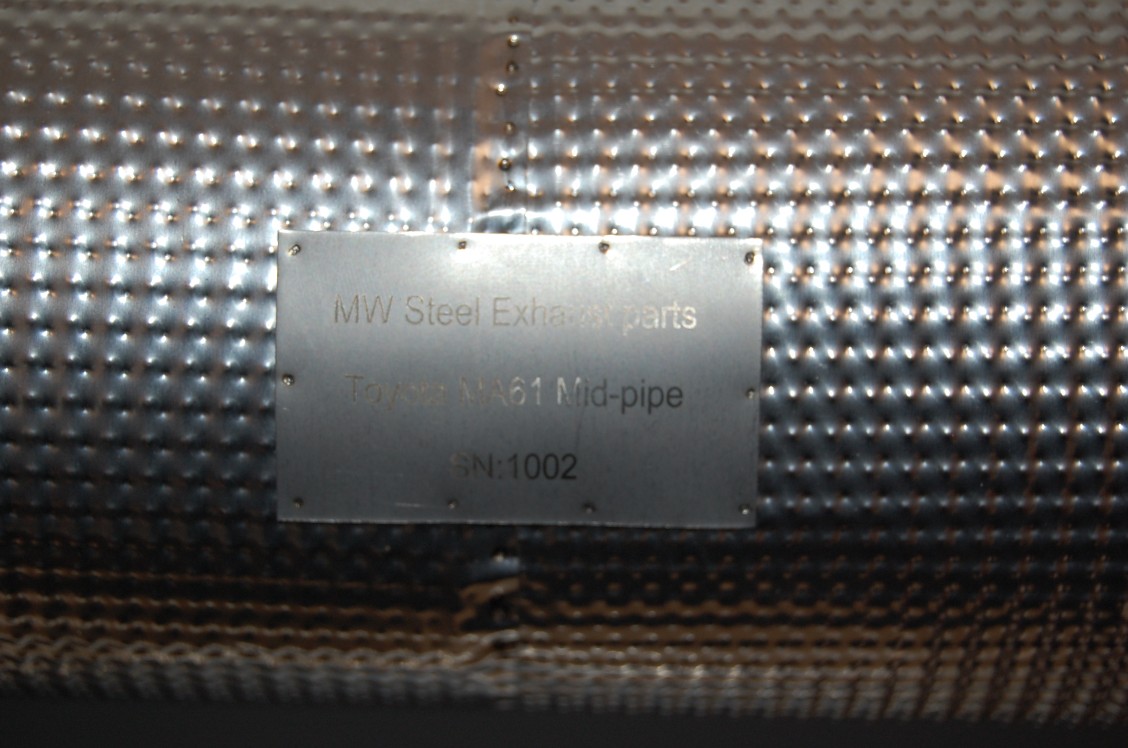 MW Steel Exhaust parts
Toyota MA61 Mid-pipe
SN:1002